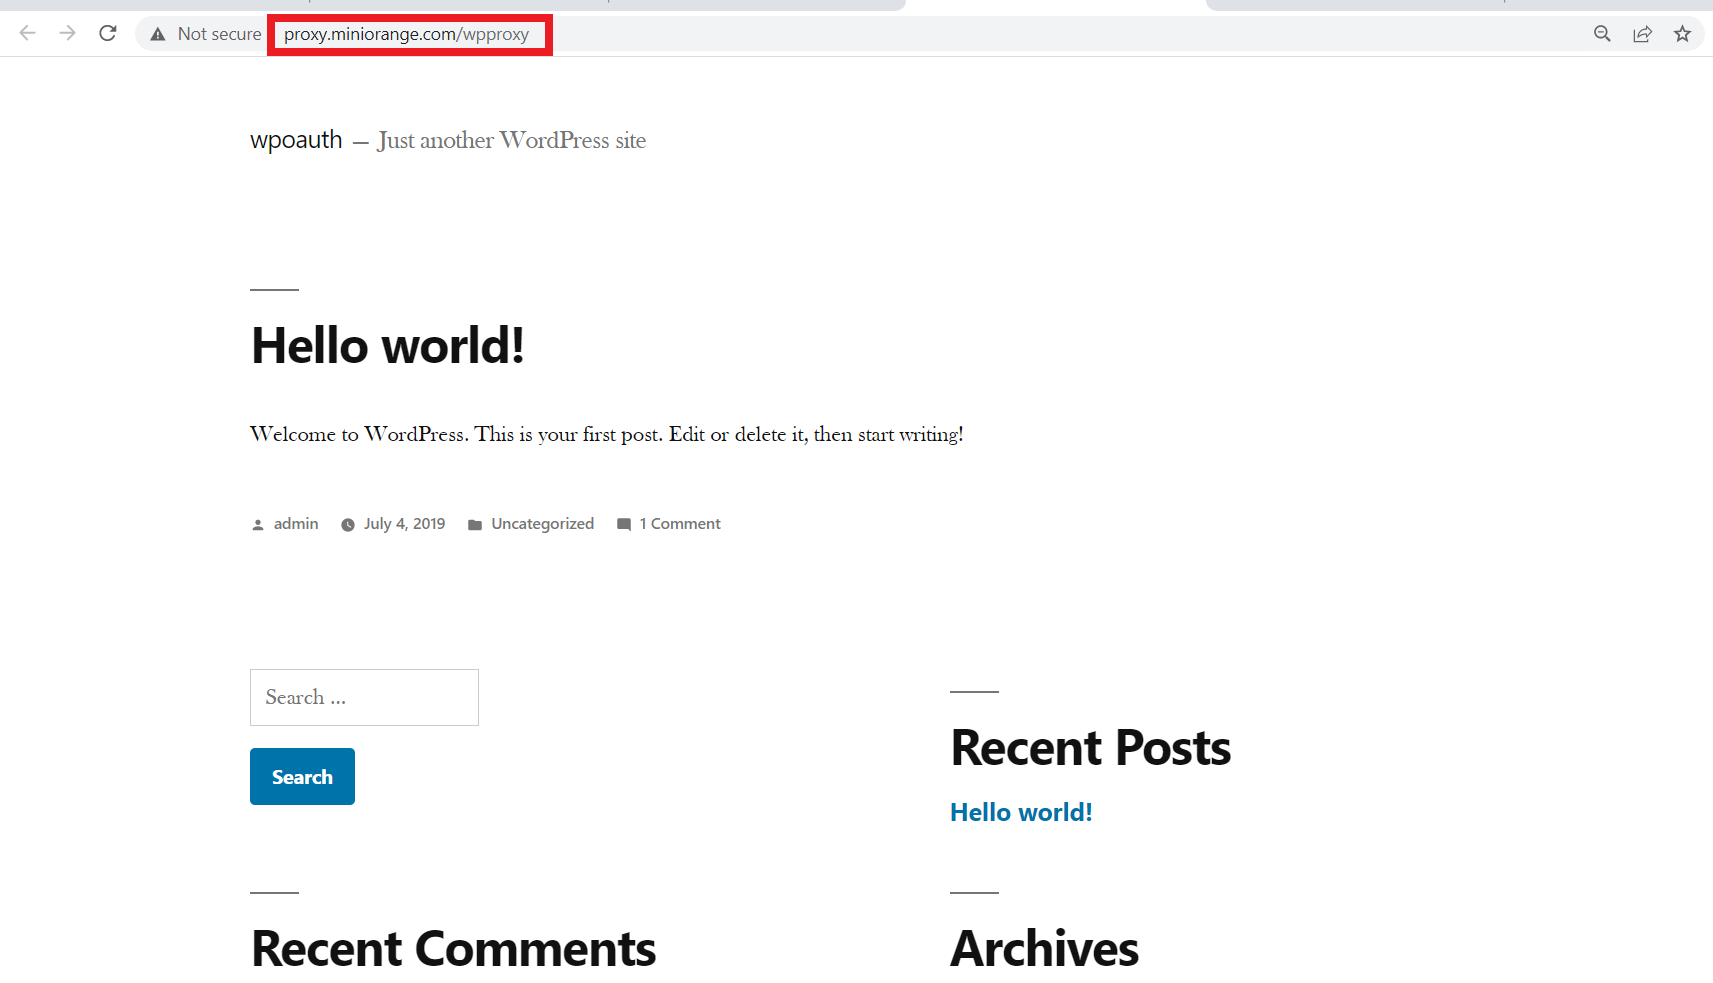 Not secure proxy.miniorange.com/wpproxy
wpoauth — Just another WordPress site
Hello world!
Welcome to WordPress. This is your first post. Edit or delete it, then start writing!
admin July 4, 2019 Uncategorized 1 Comment
Search ...
Search
Recent Posts
Hello world!
Recent Comments
Archives